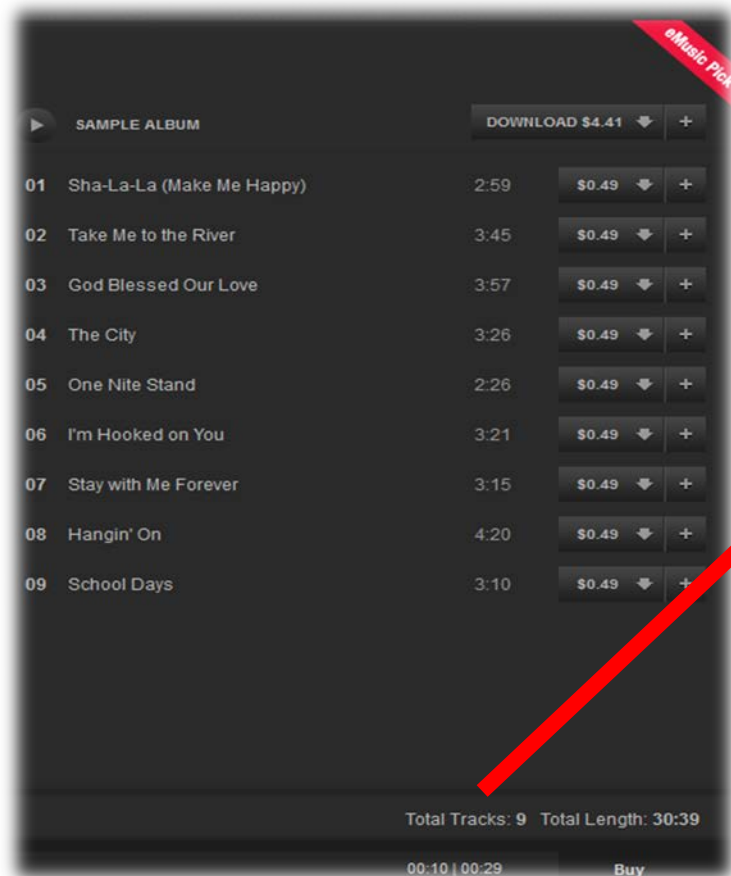 eMusic Pick
SAMPLE ALBUM DOWNLOAD $4.41 +
01 Sha-La-La (Make Me Happy) 2:59 $0.49 +
02 Take Me to the River 3:45 $0.49 +
03 God Blessed Our Love 3:57 $0.49 +
04 The City 3:26 $0.49 +
05 One Nite Stand 2:26 $0.49 +
06 I'm Hooked on You 3:21 $0.49 +
07 Stay with Me Forever 3:15 $0.49 +
08 Hangin' On 4:20 $0.49 +
09 School Days 3:10 $0.49 +
Total Tracks: 9 Total Length: 30:39
00:10 | 00:29 Buy